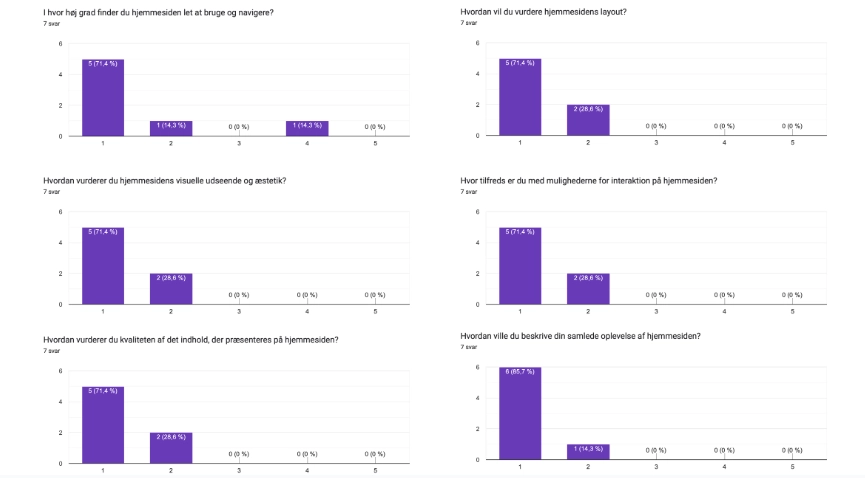 I hvor høj grad finder du hjemmesiden let at bruge og navigere?
7 svar
6
4
2
0
5 (71,4 %)
1 (14,3 %)
0 (0 %)
1 (14,3 %)
0 (0 %)
1 2 3 4 5
Hvordan vil du vurdere hjemmesidens layout?
7 svar
6
4
2
0
5 (71,4 %)
2 (28,6 %)
0 (0 %)
0 (0 %)
0 (0 %)
1 2 3 4 5
Hvordan vurderer du hjemmesidens visuelle udseende og æstetik?
7 svar
6
4
2
0
5 (71,4 %)
2 (28,6 %)
0 (0 %)
0 (0 %)
0 (0 %)
1 2 3 4 5
Hvor tilfreds er du med mulighederne for interaktion på hjemmesiden?
7 svar
6
4
2
0
5 (71,4 %)
2 (28,6 %)
0 (0 %)
0 (0 %)
0 (0 %)
1 2 3 4 5
Hvordan vurderer du kvaliteten af det indhold, der præsenteres på hjemmesiden?
7 svar
6
4
2
0
5 (71,4 %)
2 (28,6 %)
0 (0 %)
0 (0 %)
0 (0 %)
1 2 3 4 5
Hvordan ville du beskrive din samlede oplevelse af hjemmesiden?
7 svar
6
4
2
0
6 (85,7 %)
1 (14,3 %)
0 (0 %)
0 (0 %)
0 (0 %)
1 2 3 4 5